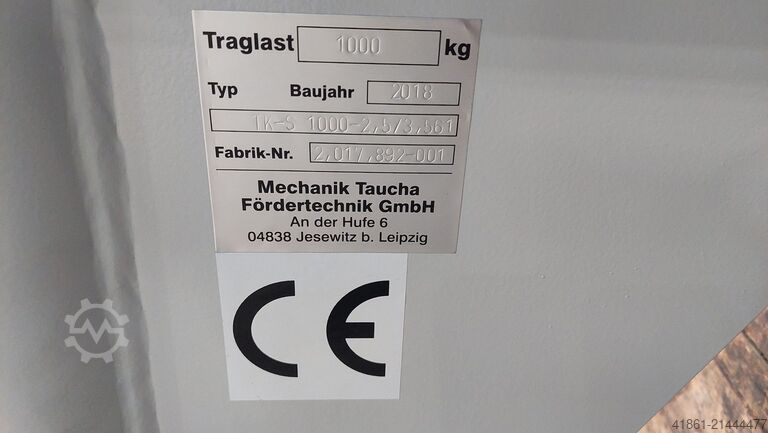 Traglast 1000 kg
Typ Baujahr 2018
TK-S 1000-2,5/3,561
Fabrik-Nr. 2.017.892-001
Mechanik Taucha
Fördertechnik GmbH
An der Hufe 6
04838 Jesewitz b. Leipzig
CE
41861-21444477